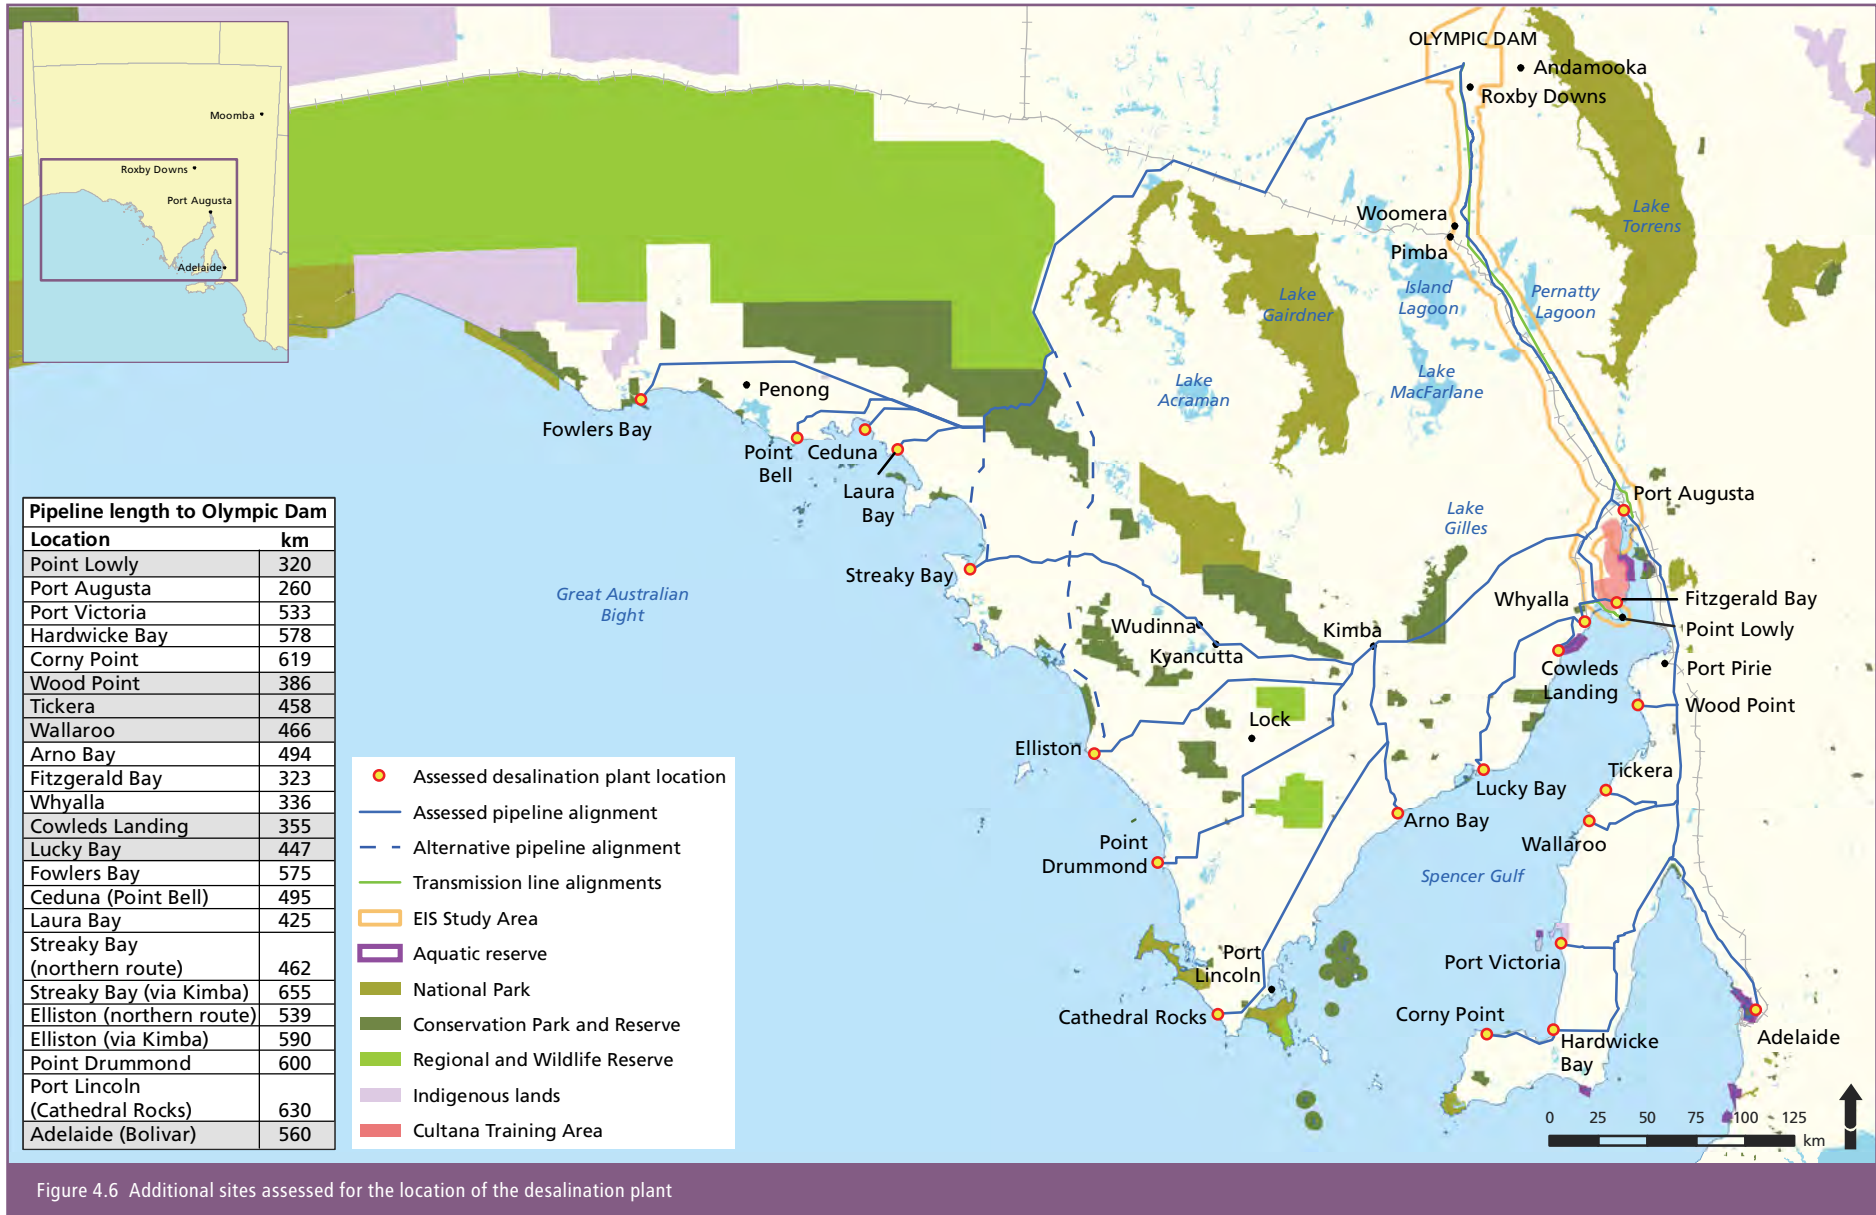 Moomba
Roxby Downs
Port Augusta
Adelaide
OLYMPIC DAM
Andamooka
Roxby Downs
Woomera
Pimba
Lake
Torrens
Island
Lagoon
Pernatty
Lagoon
Lake
Gairdner
Lake
MacFarlane
Lake
Acraman
Penong
Fowlers Bay
Point
Bell
Ceduna
Laura
Bay
Lake
Gilles
Port Augusta
Streaky Bay
Great Australian
Bight
Whyalla
Fitzgerald Bay
Point Lowly
Wudinna
Kyancutta
Kimba
Cowleds
Landing
Port Pirie
Wood Point
Lock
Elliston
Tickera
Lucky Bay
Arno Bay
Wallaroo
Point
Drummond
Spencer Gulf
Port
Lincoln
Port Victoria
Cathedral Rocks
Corny Point
Hardwicke
Bay
Adelaide
Pipeline length to Olympic Dam
Location km
Point Lowly 320
Port Augusta 260
Port Victoria 533
Hardwicke Bay 578
Corny Point 619
Wood Point 386
Tickera 458
Wallaroo 466
Arno Bay 494
Fitzgerald Bay 323
Whyalla 336
Cowleds Landing 355
Lucky Bay 447
Fowlers Bay 575
Ceduna (Point Bell) 495
Laura Bay 425
Streaky Bay
(northern route) 462
Streaky Bay (via Kimba) 655
Elliston (northern route) 539
Elliston (via Kimba) 590
Point Drummond 600
Port Lincoln
(Cathedral Rocks) 630
Adelaide (Bolivar) 560
Assessed desalination plant location
Assessed pipeline alignment
Alternative pipeline alignment
Transmission line alignments
EIS Study Area
Aquatic reserve
National Park
Conservation Park and Reserve
Regional and Wildlife Reserve
Indigenous lands
Cultana Training Area
0 25 50 75 100 125
km
Figure 4.6 Additional sites assessed for the location of the desalination plant